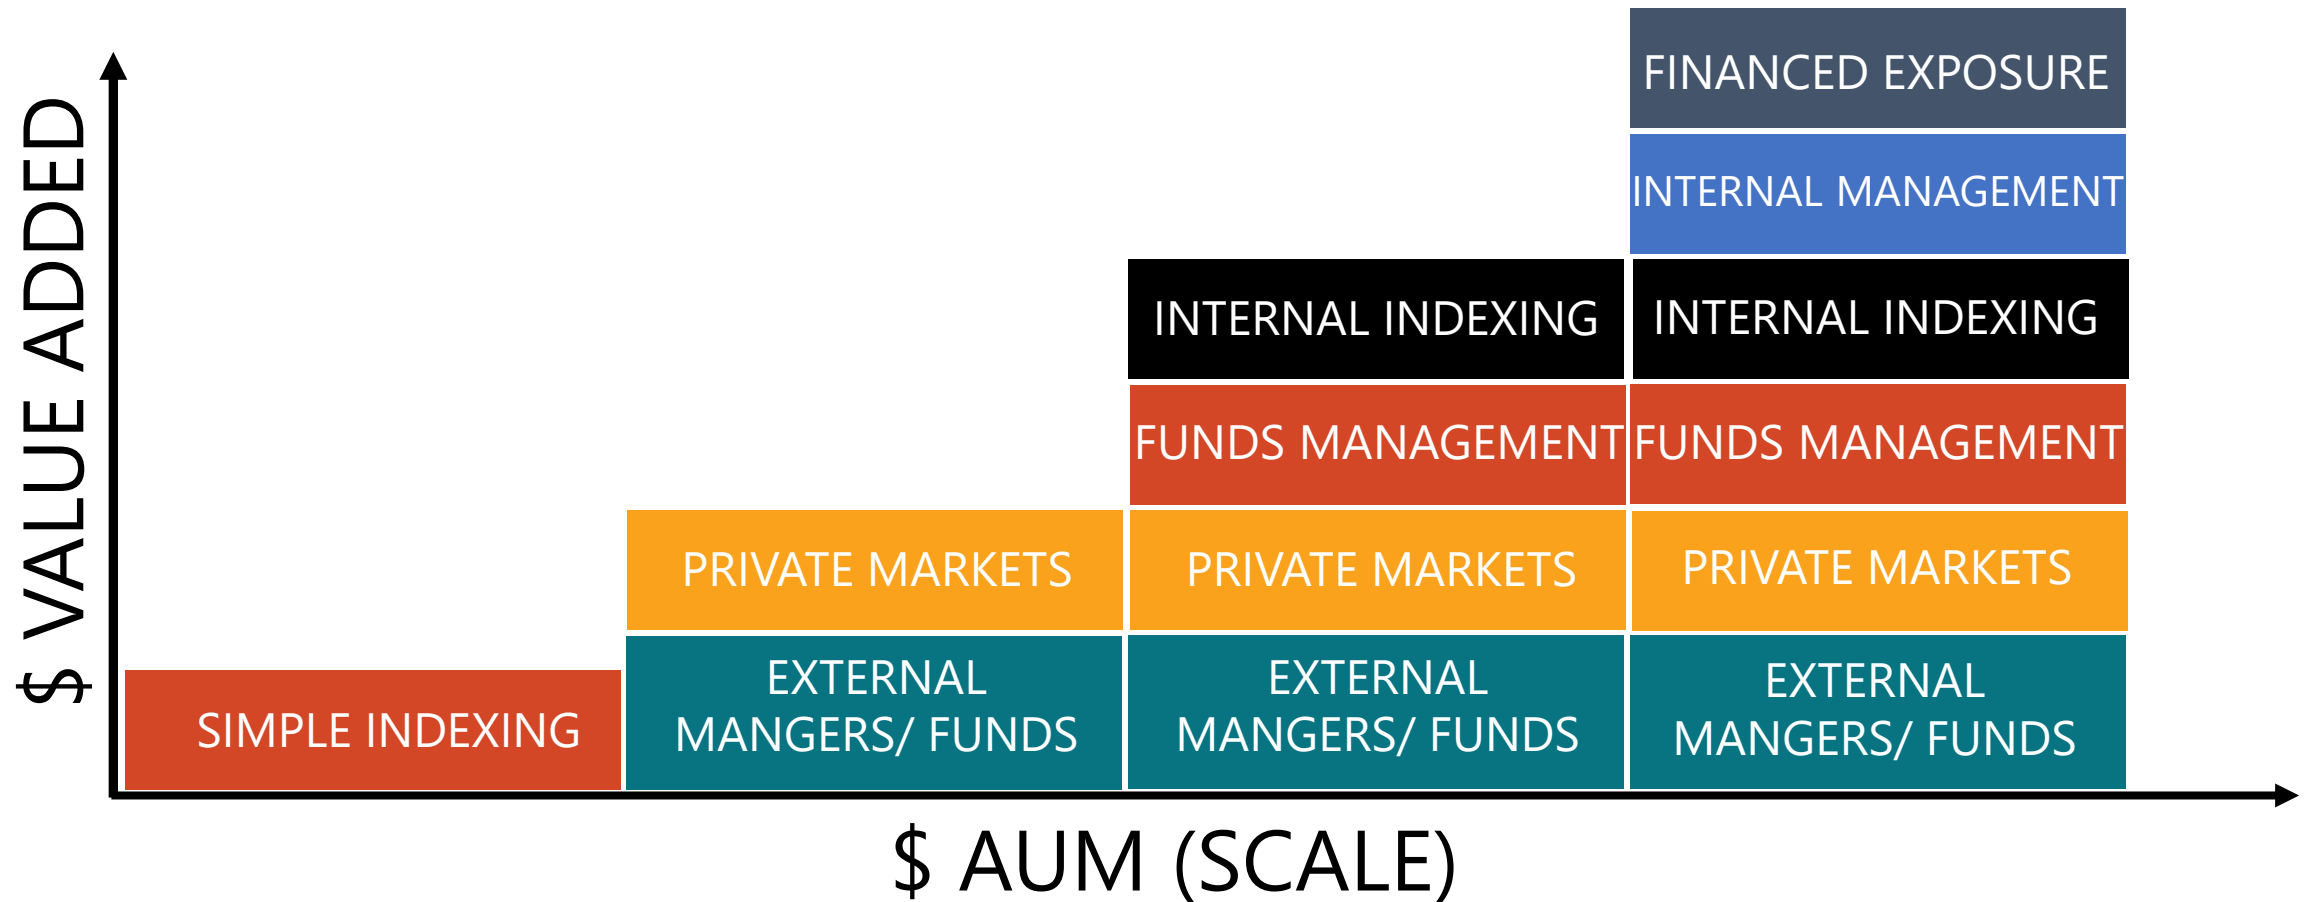 $ VALUE ADDED
FINANCED EXPOSURE
INTERNAL MANAGEMENT
INTERNAL INDEXING
INTERNAL INDEXING
FUNDS MANAGEMENT
FUNDS MANAGEMENT
PRIVATE MARKETS
PRIVATE MARKETS
PRIVATE MARKETS
SIMPLE INDEXING
EXTERNAL
MANGERS/ FUNDS
EXTERNAL
MANGERS/ FUNDS
EXTERNAL
MANGERS/ FUNDS
$ AUM (SCALE)